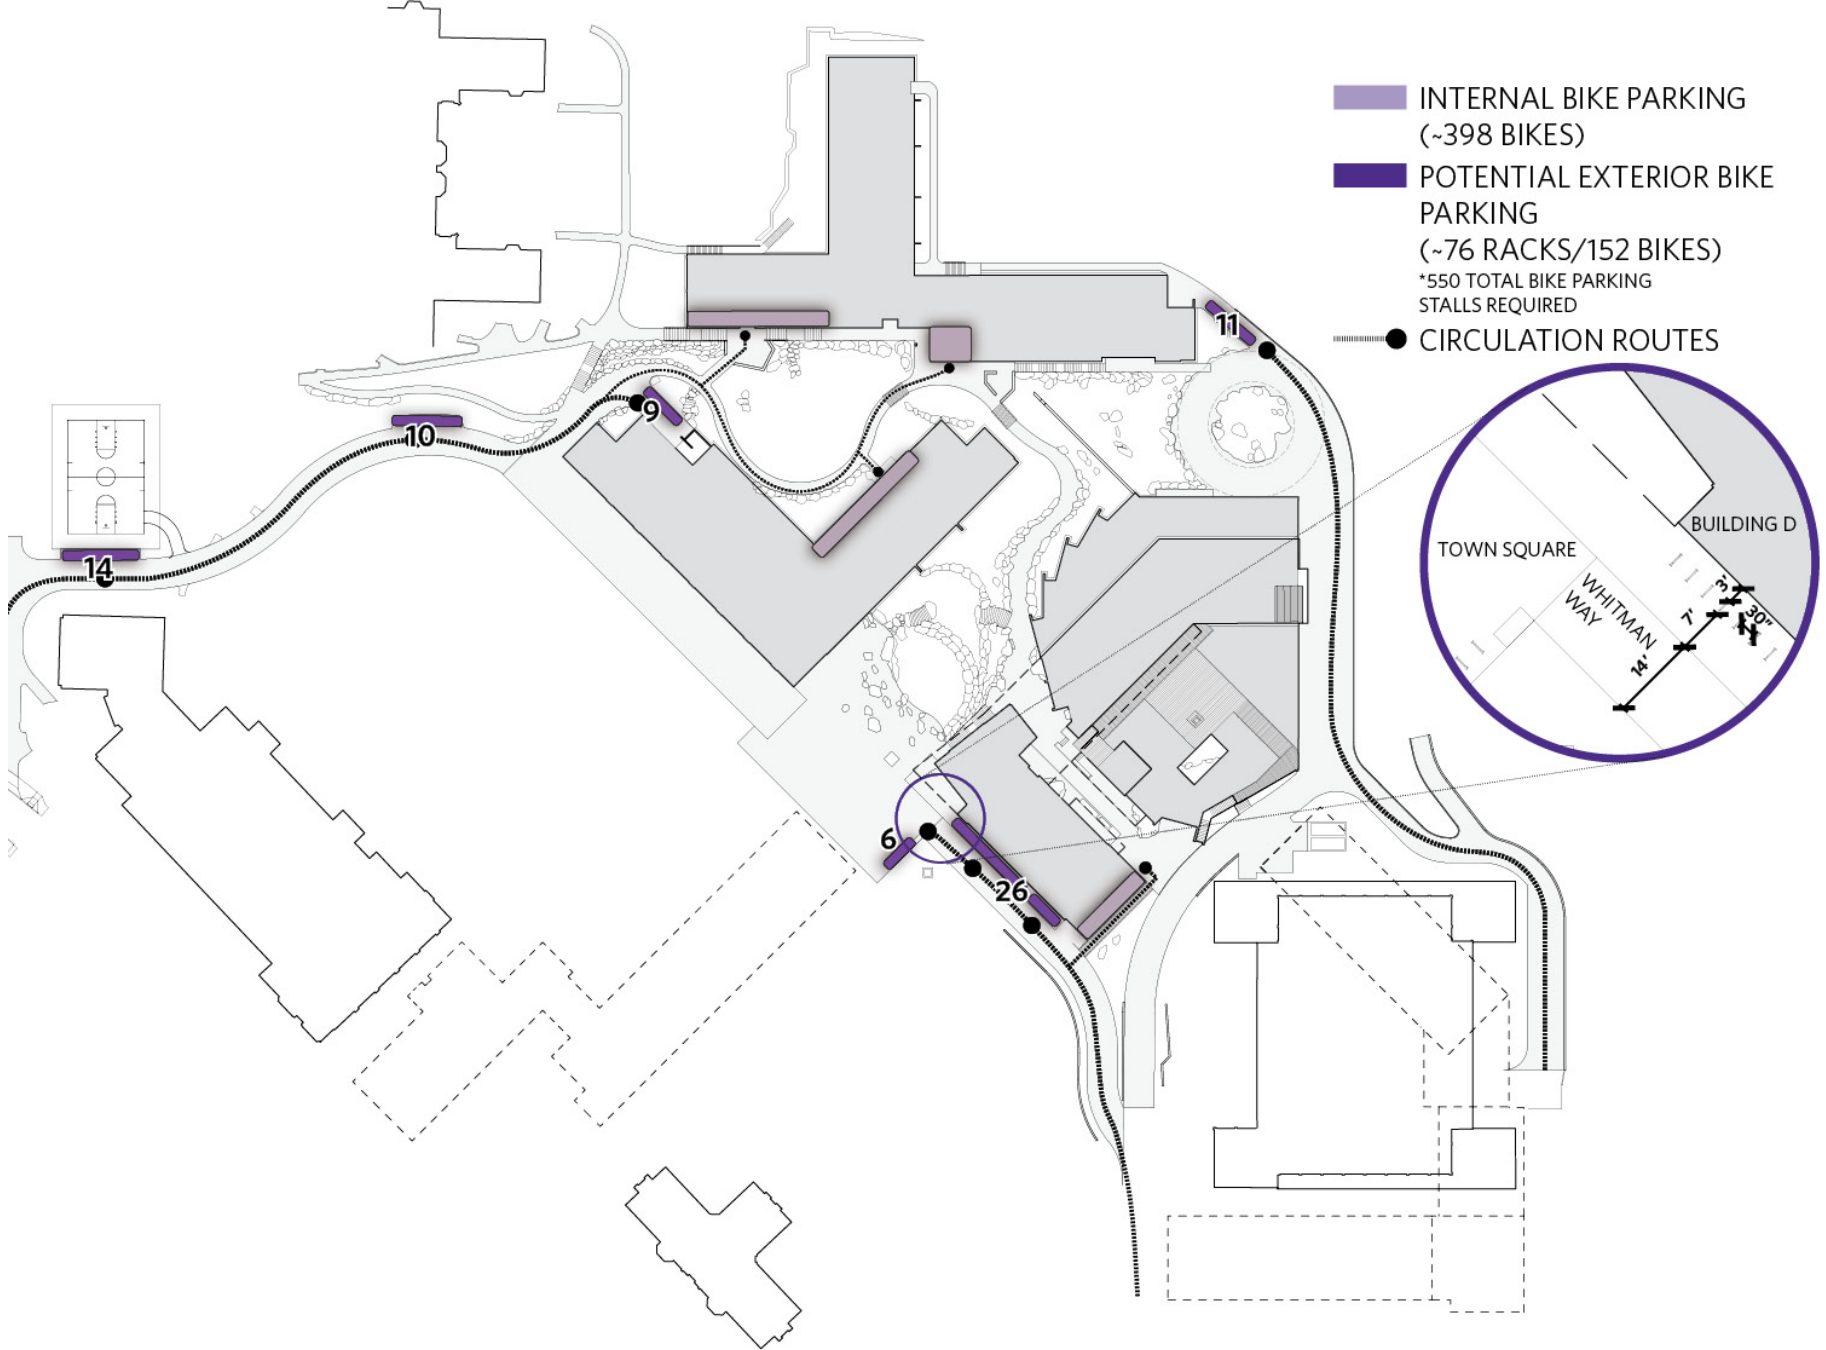 INTERNAL BIKE PARKING
(~398 BIKES)
POTENTIAL EXTERIOR BIKE
PARKING
(~76 RACKS/152 BIKES)
*550 TOTAL BIKE PARKING
STALLS REQUIRED
CIRCULATION ROUTES
11
9
10
14
6
26
BUILDING D
TOWN SQUARE
WHITMAN
WAY
3'
30"
7'
14'